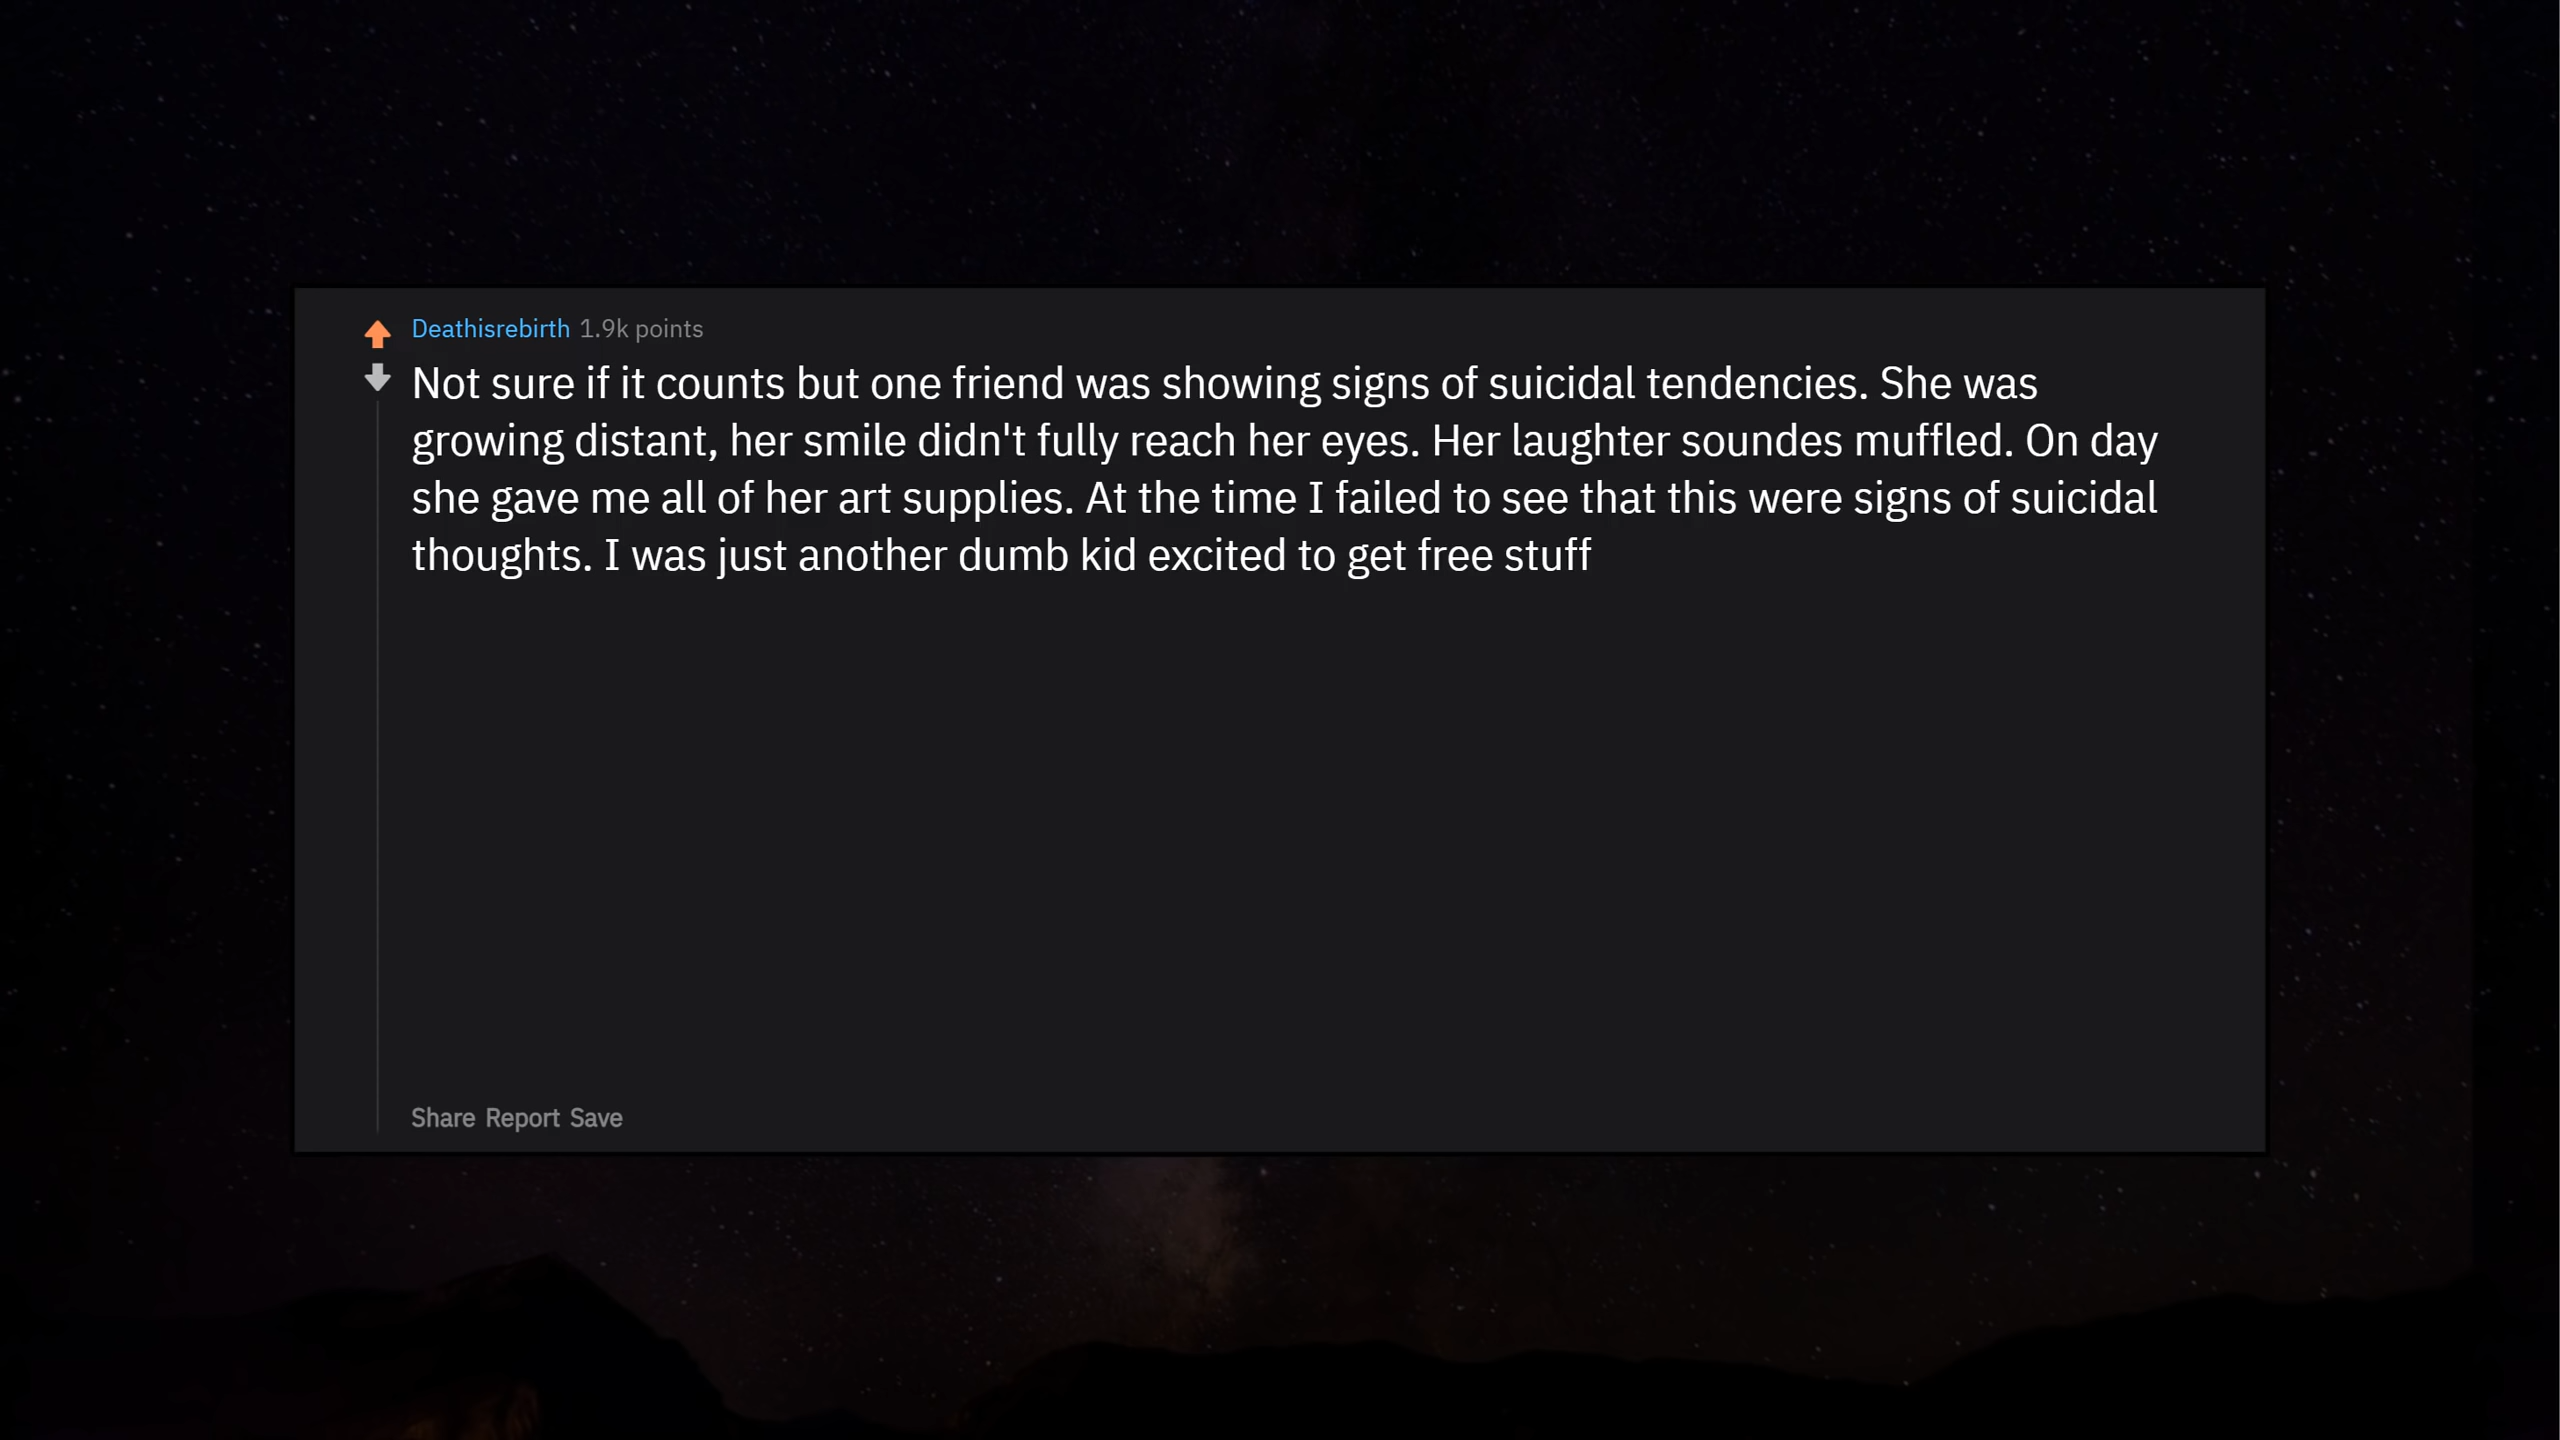 Deathisrebirth 1.9k points
Not sure if it counts but one friend was showing signs of suicidal tendencies. She was
growing distant, her smile didn't fully reach her eyes. Her laughter soundes muffled. On day
she gave me all of her art supplies. At the time I failed to see that this were signs of suicidal
thoughts. I was just another dumb kid excited to get free stuff
Share Report Save